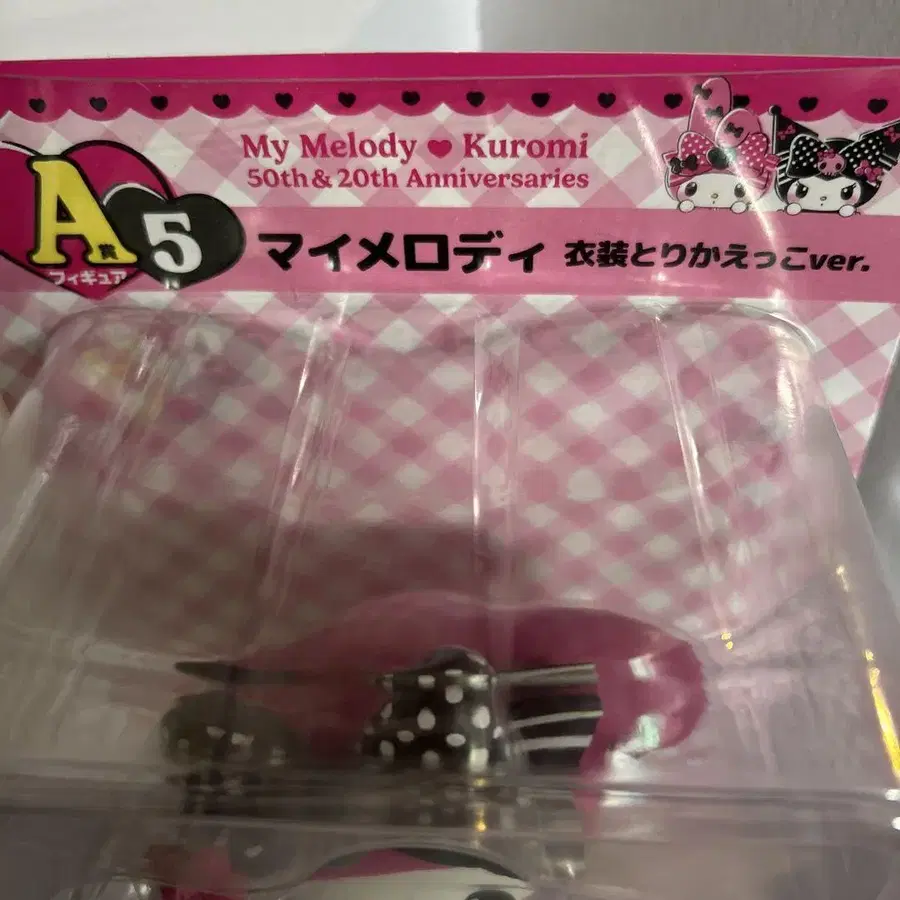 My Melody ♥ Kuromi
50th & 20th Anniversaries
A賞 5
フィギュア
マイメロディ 衣装とりかえっこver.